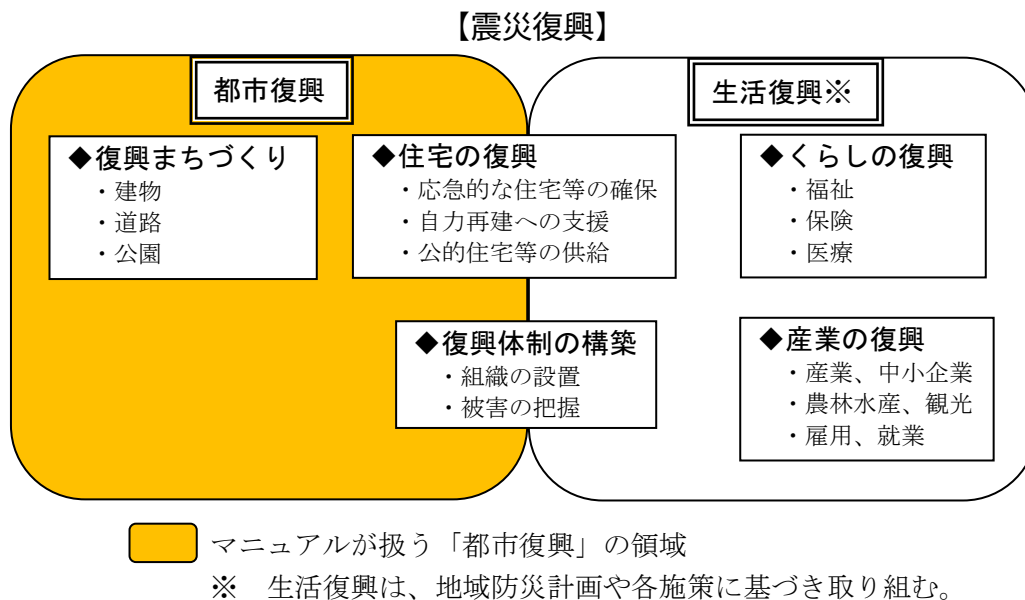 【震災復興】
都市復興
生活復興※
◆復興まちづくり
・建物
・道路
・公園
◆住宅の復興
・応急的な住宅等の確保
・自力再建への支援
・公的住宅等の供給
◆くらしの復興
・福祉
・保険
・医療
◆復興体制の構築
・組織の設置
・被害の把握
◆産業の復興
・産業、中小企業
・農林水産、観光
・雇用、就業
マニュアルが扱う「都市復興」の領域
※　生活復興は、地域防災計画や各施策に基づき取り組む。